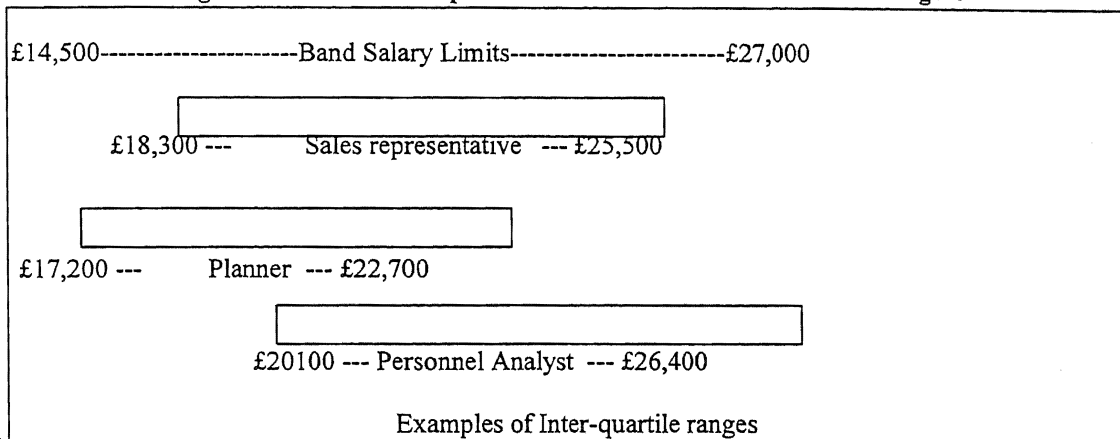 £14,500----------------------Band Salary Limits------------------------£27,000
£18,300 --- Sales representative --- £25,500
£17,200 --- Planner --- £22,700
£20100 --- Personnel Analyst --- £26,400
Examples of Inter-quartile ranges